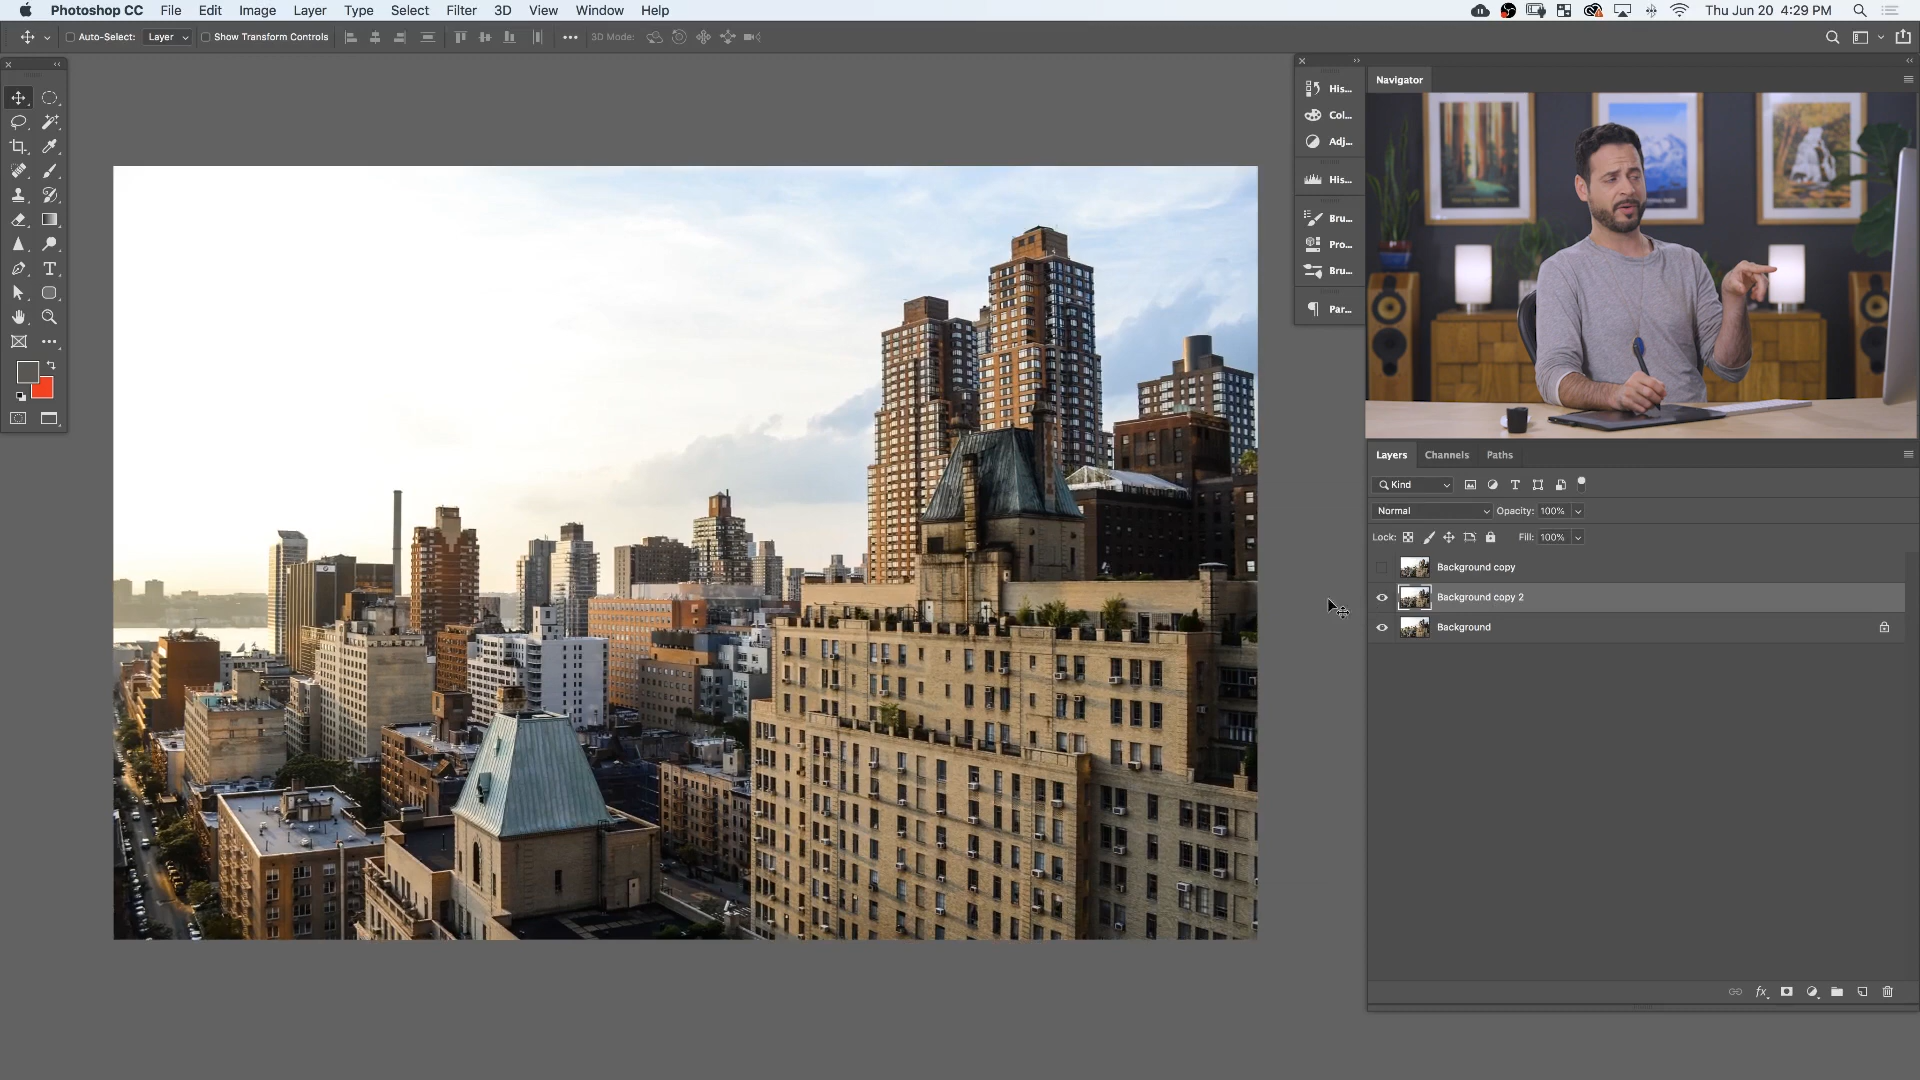 Photoshop CC File Edit Image Layer Type Select Filter 3D View Window Help Thu Jun 20 4:29 PM
Auto-Select: Layer Show Transform Controls 3D Mode:
His...
Col...
Adj...
His...
Bru...
Pro...
Bru...
Par...
Navigator
Layers Channels Paths
Kind
Normal Opacity: 100%
Lock: Fill: 100%
Background copy
Background copy 2
Background